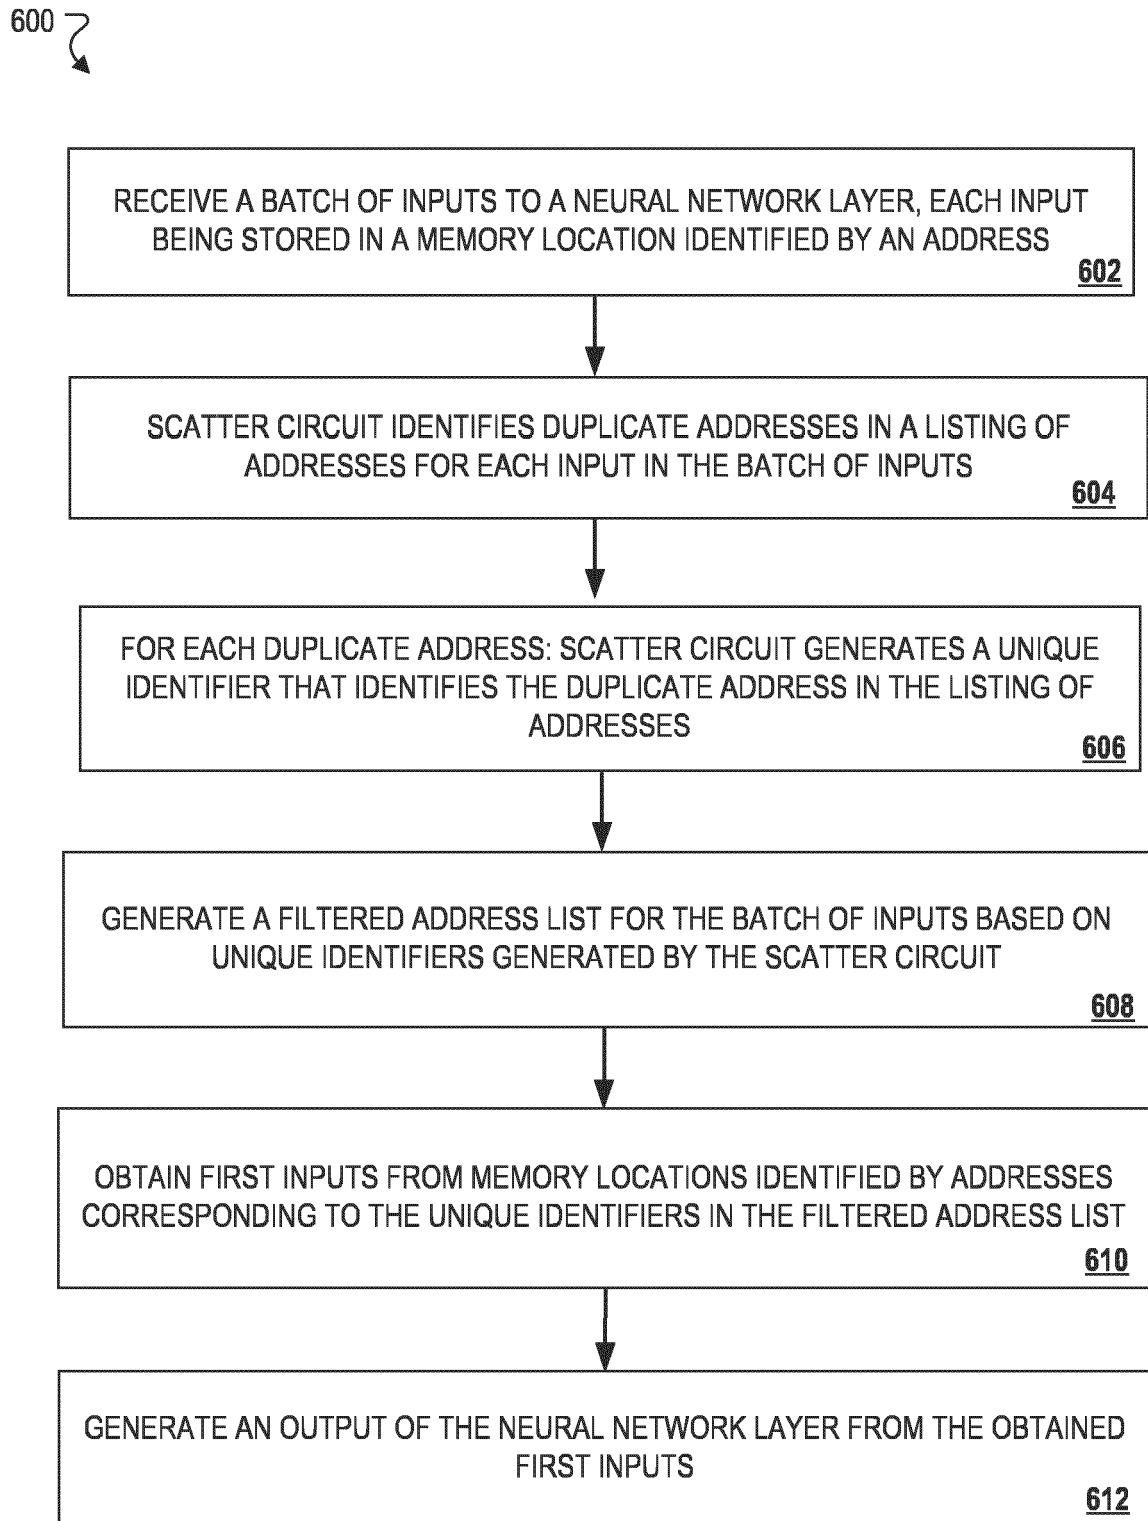 600
RECEIVE A BATCH OF INPUTS TO A NEURAL NETWORK LAYER, EACH INPUT
BEING STORED IN A MEMORY LOCATION IDENTIFIED BY AN ADDRESS
602
SCATTER CIRCUIT IDENTIFIES DUPLICATE ADDRESSES IN A LISTING OF
ADDRESSES FOR EACH INPUT IN THE BATCH OF INPUTS
604
FOR EACH DUPLICATE ADDRESS: SCATTER CIRCUIT GENERATES A UNIQUE
IDENTIFIER THAT IDENTIFIES THE DUPLICATE ADDRESS IN THE LISTING OF
ADDRESSES
606
GENERATE A FILTERED ADDRESS LIST FOR THE BATCH OF INPUTS BASED ON
UNIQUE IDENTIFIERS GENERATED BY THE SCATTER CIRCUIT
608
OBTAIN FIRST INPUTS FROM MEMORY LOCATIONS IDENTIFIED BY ADDRESSES
CORRESPONDING TO THE UNIQUE IDENTIFIERS IN THE FILTERED ADDRESS LIST
610
GENERATE AN OUTPUT OF THE NEURAL NETWORK LAYER FROM THE OBTAINED
FIRST INPUTS
612